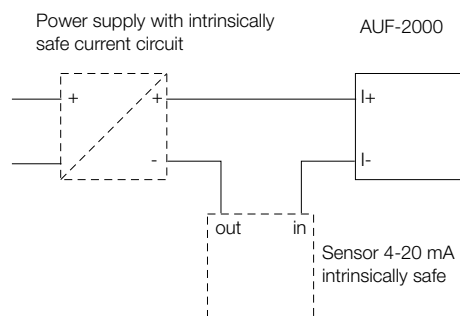 Power supply with intrinsically
safe current circuit
AUF-2000
+
+
I+
-
I-
out
in
Sensor 4-20 mA
intrinsically safe